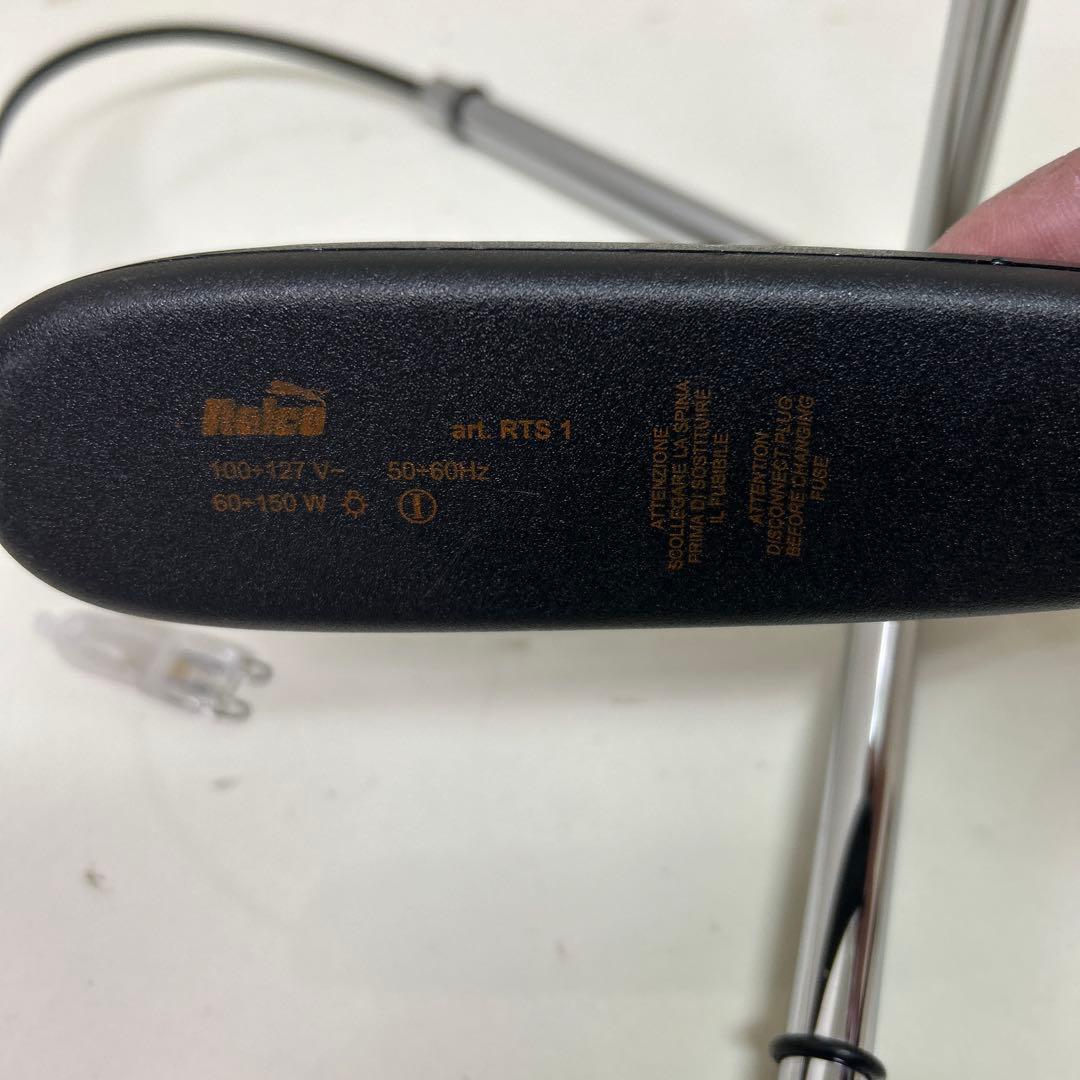 Relco
art. RTS 1
100÷127 V~ 50÷60Hz
60÷150 W
ATTENZIONE
SCOLLEGARE LA SPINA
PRIMA DI SOSTITUIRE
IL FUSIBILE
ATTENTION
DISCONNECT PLUG
BEFORE CHANGIMG
FUSE